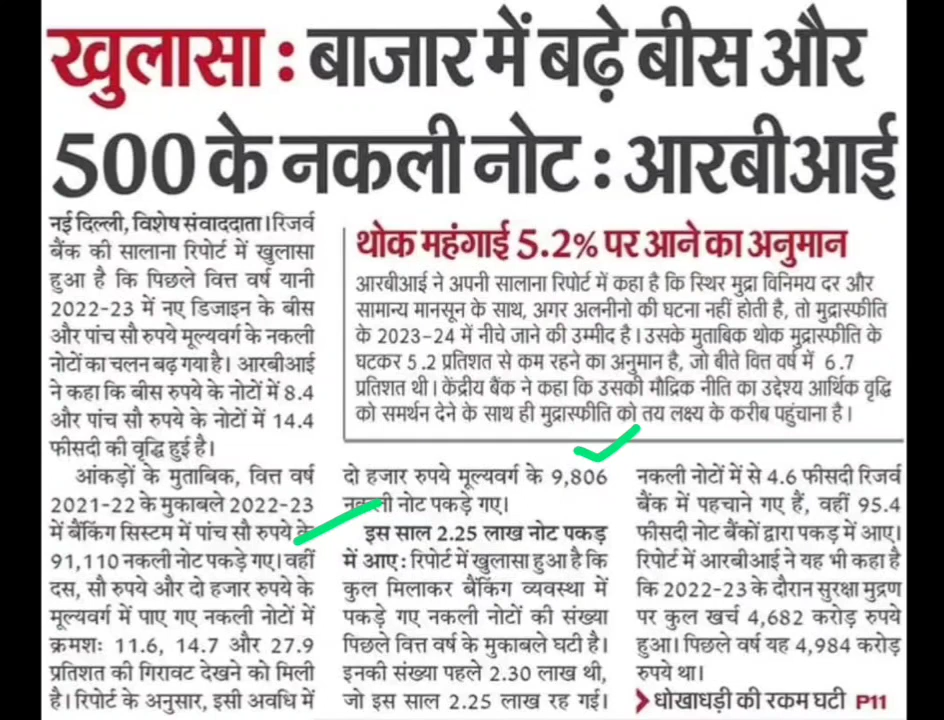 खुलासा : बाजार में बढ़े बीस और
500 के नकली नोट : आरबीआई
नई दिल्ली, विशेष संवाददाता। रिजर्व
बैंक की सालाना रिपोर्ट में खुलासा
हुआ है कि पिछले वित्त वर्ष यानी
2022-23 में नए डिजाइन के बीस
और पांच सौ रुपये मूल्यवर्ग के नकली
नोटों का चलन बढ़ गया है। आरबीआई
ने कहा कि बीस रुपये के नोटों में 8.4
और पांच सौ रुपये के नोटों में 14.4
फीसदी की वृद्धि हुई है।
आंकड़ों के मुताबिक, वित्त वर्ष
2021-22 के मुकाबले 2022-23
में बैंकिंग सिस्टम में पांच सौ रुपये के
91,110 नकली नोट पकड़े गए। वहीं
दस, सौ रुपये और दो हजार रुपये के
मूल्यवर्ग में पाए गए नकली नोटों में
क्रमशः 11.6, 14.7 और 27.9
प्रतिशत की गिरावट देखने को मिली
है। रिपोर्ट के अनुसार, इसी अवधि में
थोक महंगाई 5.2% पर आने का अनुमान
आरबीआई ने अपनी सालाना रिपोर्ट में कहा है कि स्थिर मुद्रा विनिमय दर और
सामान्य मानसून के साथ, अगर अलनीनो की घटना नहीं होती है, तो मुद्रास्फीति
के 2023-24 में नीचे जाने की उम्मीद है। उसके मुताबिक थोक मुद्रास्फीति के
घटकर 5.2 प्रतिशत से कम रहने का अनुमान है, जो बीते वित्त वर्ष में 6.7
प्रतिशत थी। केंद्रीय बैंक ने कहा कि उसकी मौद्रिक नीति का उद्देश्य आर्थिक वृद्धि
को समर्थन देने के साथ ही मुद्रास्फीति को तय लक्ष्य के करीब पहुंचाना है।
दो हजार रुपये मूल्यवर्ग के 9,806
नकली नोट पकड़े गए।
इस साल 2.25 लाख नोट पकड़
में आए : रिपोर्ट में खुलासा हुआ है कि
कुल मिलाकर बैंकिंग व्यवस्था में
पकड़े गए नकली नोटों की संख्या
पिछले वित्त वर्ष के मुकाबले घटी है।
इनकी संख्या पहले 2.30 लाख थी,
जो इस साल 2.25 लाख रह गई।
नकली नोटों में से 4.6 फीसदी रिजर्व
बैंक में पहचाने गए हैं, वहीं 95.4
फीसदी नोट बैंकों द्वारा पकड़ में आए।
रिपोर्ट में आरबीआई ने यह भी कहा है
कि 2022-23 के दौरान सुरक्षा मुद्रण
पर कुल खर्च 4,682 करोड़ रुपये
हुआ। पिछले वर्ष यह 4,984 करोड़
रुपये था।
धोखाधड़ी की रकम घटी P11